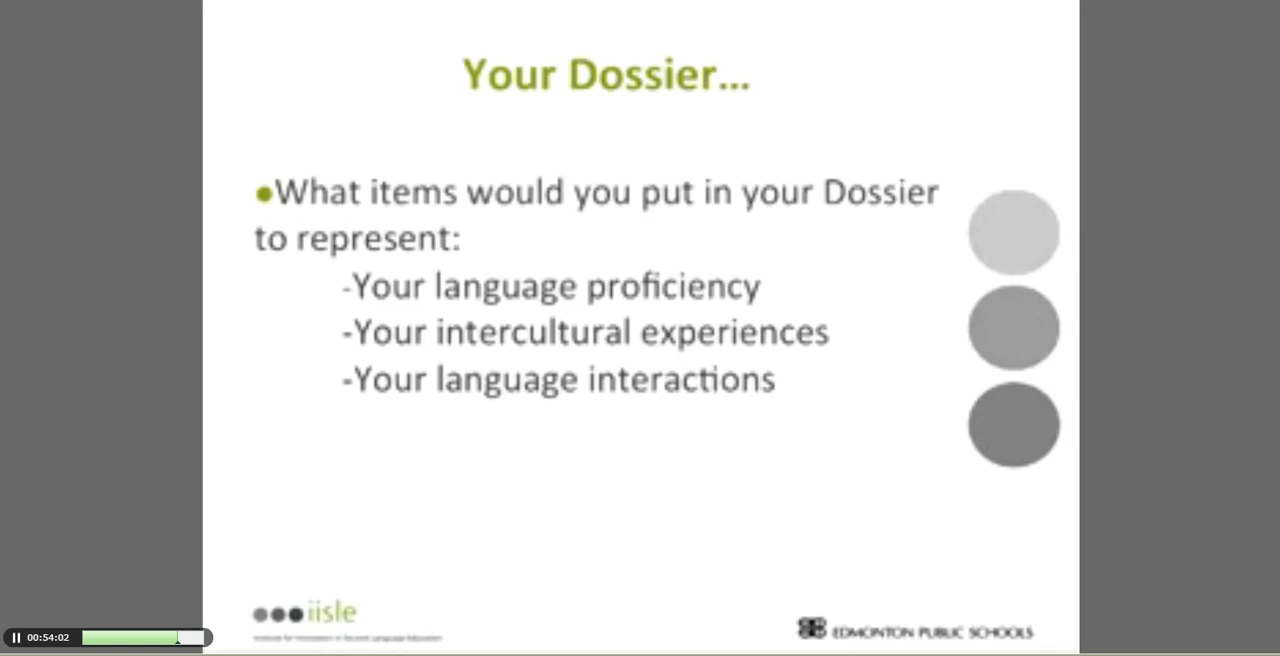 Your Dossier...
●What items would you put in your Dossier
to represent:
-Your language proficiency
-Your intercultural experiences
-Your language interactions
iisle
Institute for Innovation in Second Language Education
EDMONTON PUBLIC SCHOOLS
00:54:02